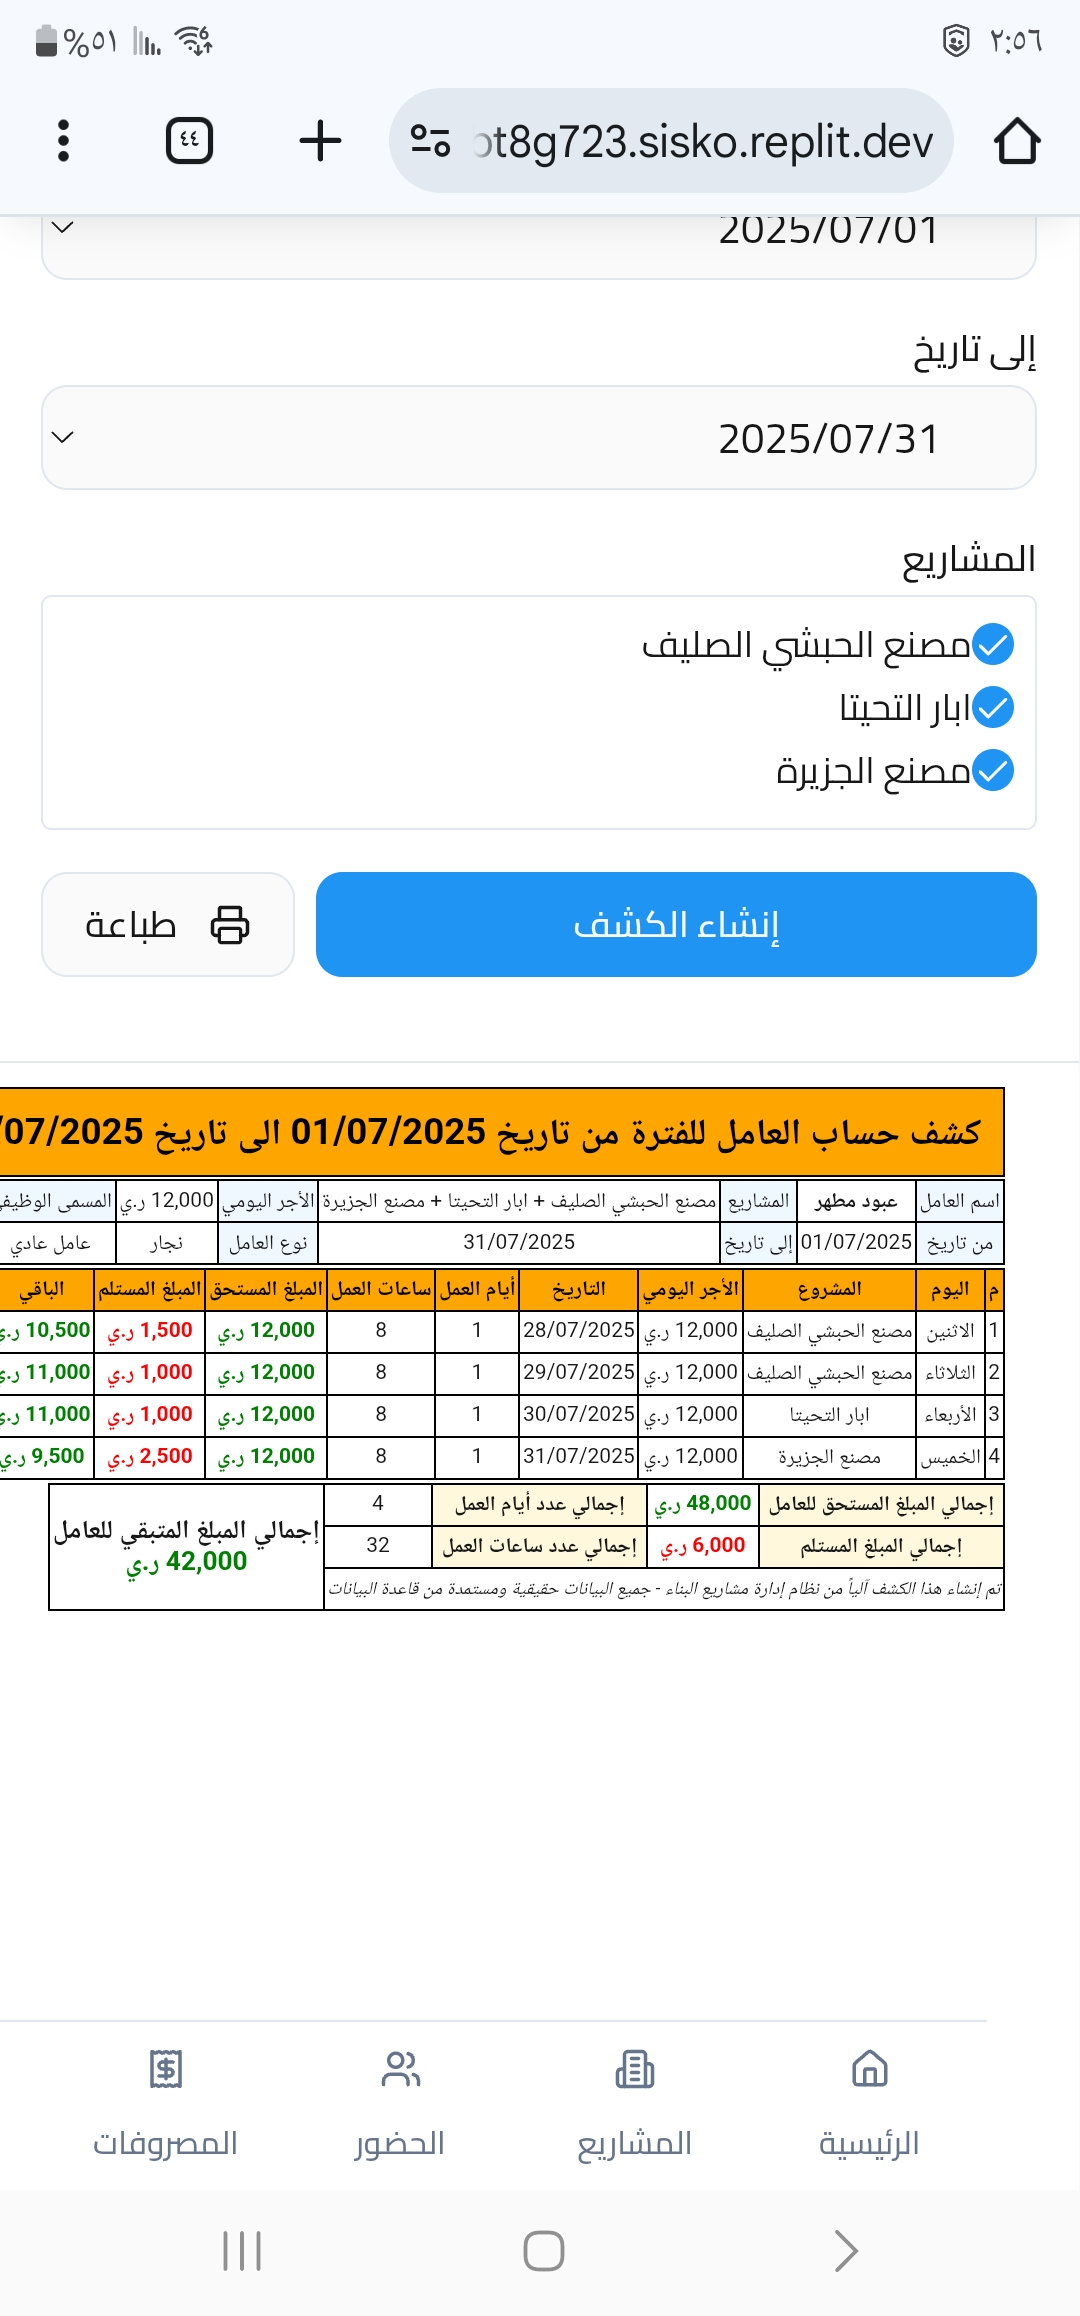 ٢:٥٦
%٥١
٤٤
t8g723.sisko.replit.dev
2025/07/01
إلى تاريخ
2025/07/31
المشاريع
مصنع الحبشي الصليف
ابار التحيتا
مصنع الجزيرة
إنشاء الكشف
طباعة
كشف حساب العامل للفترة من تاريخ 01/07/2025 الى تاريخ /07/2025
اسم العامل عبود مطهر المشاريع مصنع الحبشي الصليف + ابار التحيتا + مصنع الجزيرة الأجر اليومي 12,000 ر.ي المسمى الوظيفي
من تاريخ 01/07/2025 إلى تاريخ 31/07/2025 نوع العامل نجار عامل عادي
م اليوم المشروع الأجر اليومي التاريخ أيام العمل ساعات العمل المبلغ المستحق المبلغ المستلم الباقي
1 الاثنين مصنع الحبشي الصليف 12,000 ر.ي 28/07/2025 1 8 12,000 ر.ي 1,500 ر.ي 10,500 ر.ي
2 الثلاثاء مصنع الحبشي الصليف 12,000 ر.ي 29/07/2025 1 8 12,000 ر.ي 1,000 ر.ي 11,000 ر.ي
3 الأربعاء ابار التحيتا 12,000 ر.ي 30/07/2025 1 8 12,000 ر.ي 1,000 ر.ي 11,000 ر.ي
4 الخميس مصنع الجزيرة 12,000 ر.ي 31/07/2025 1 8 12,000 ر.ي 2,500 ر.ي 9,500 ر.ي
إجمالي المبلغ المستحق للعامل 48,000 ر.ي إجمالي عدد أيام العمل 4
إجمالي المبلغ المستلم 6,000 ر.ي إجمالي عدد ساعات العمل 32
إجمالي المبلغ المتبقي للعامل
42,000 ر.ي
تم إنشاء هذا الكشف آلياً من نظام إدارة مشاريع البناء - جميع البيانات حقيقية ومستمدة من قاعدة البيانات
الرئيسية
المشاريع
الحضور
المصروفات